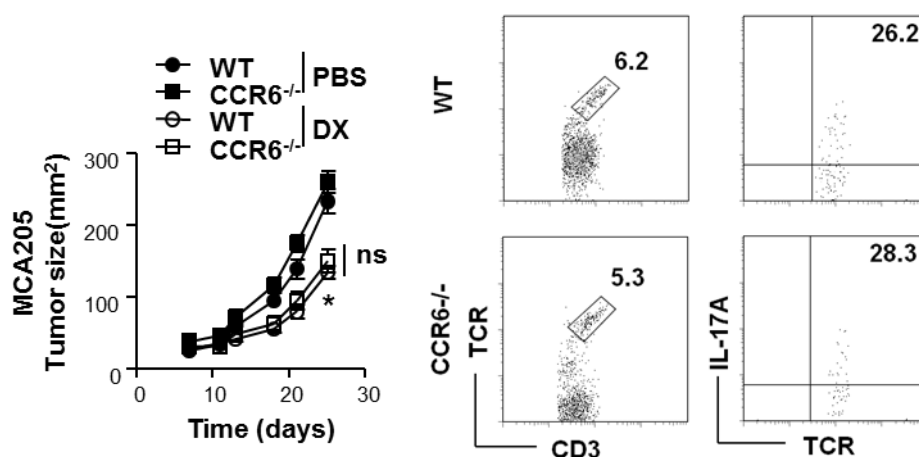 WT
CCR6-/-
PBS
WT
CCR6-/-
DX
MCA205
Tumor size(mm2)
300
200
100
0
0
10
20
30
Time (days)
ns
*
WT
6.2
26.2
CCR6-/-
TCR
5.3
CD3
28.3
IL-17A
TCR